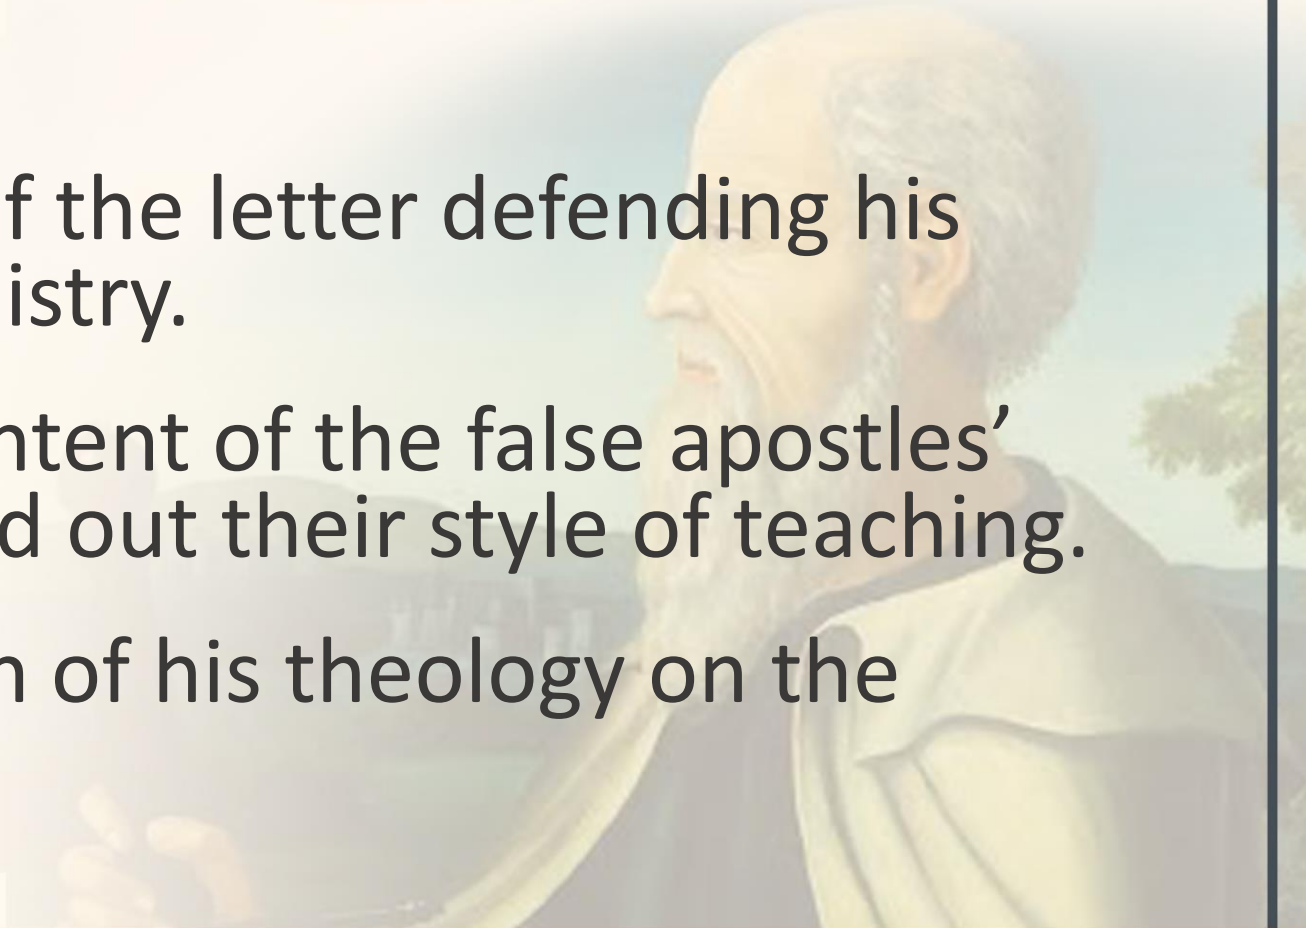 f the letter defending his
istry.
ntent of the false apostles’
d out their style of teaching.
n of his theology on the